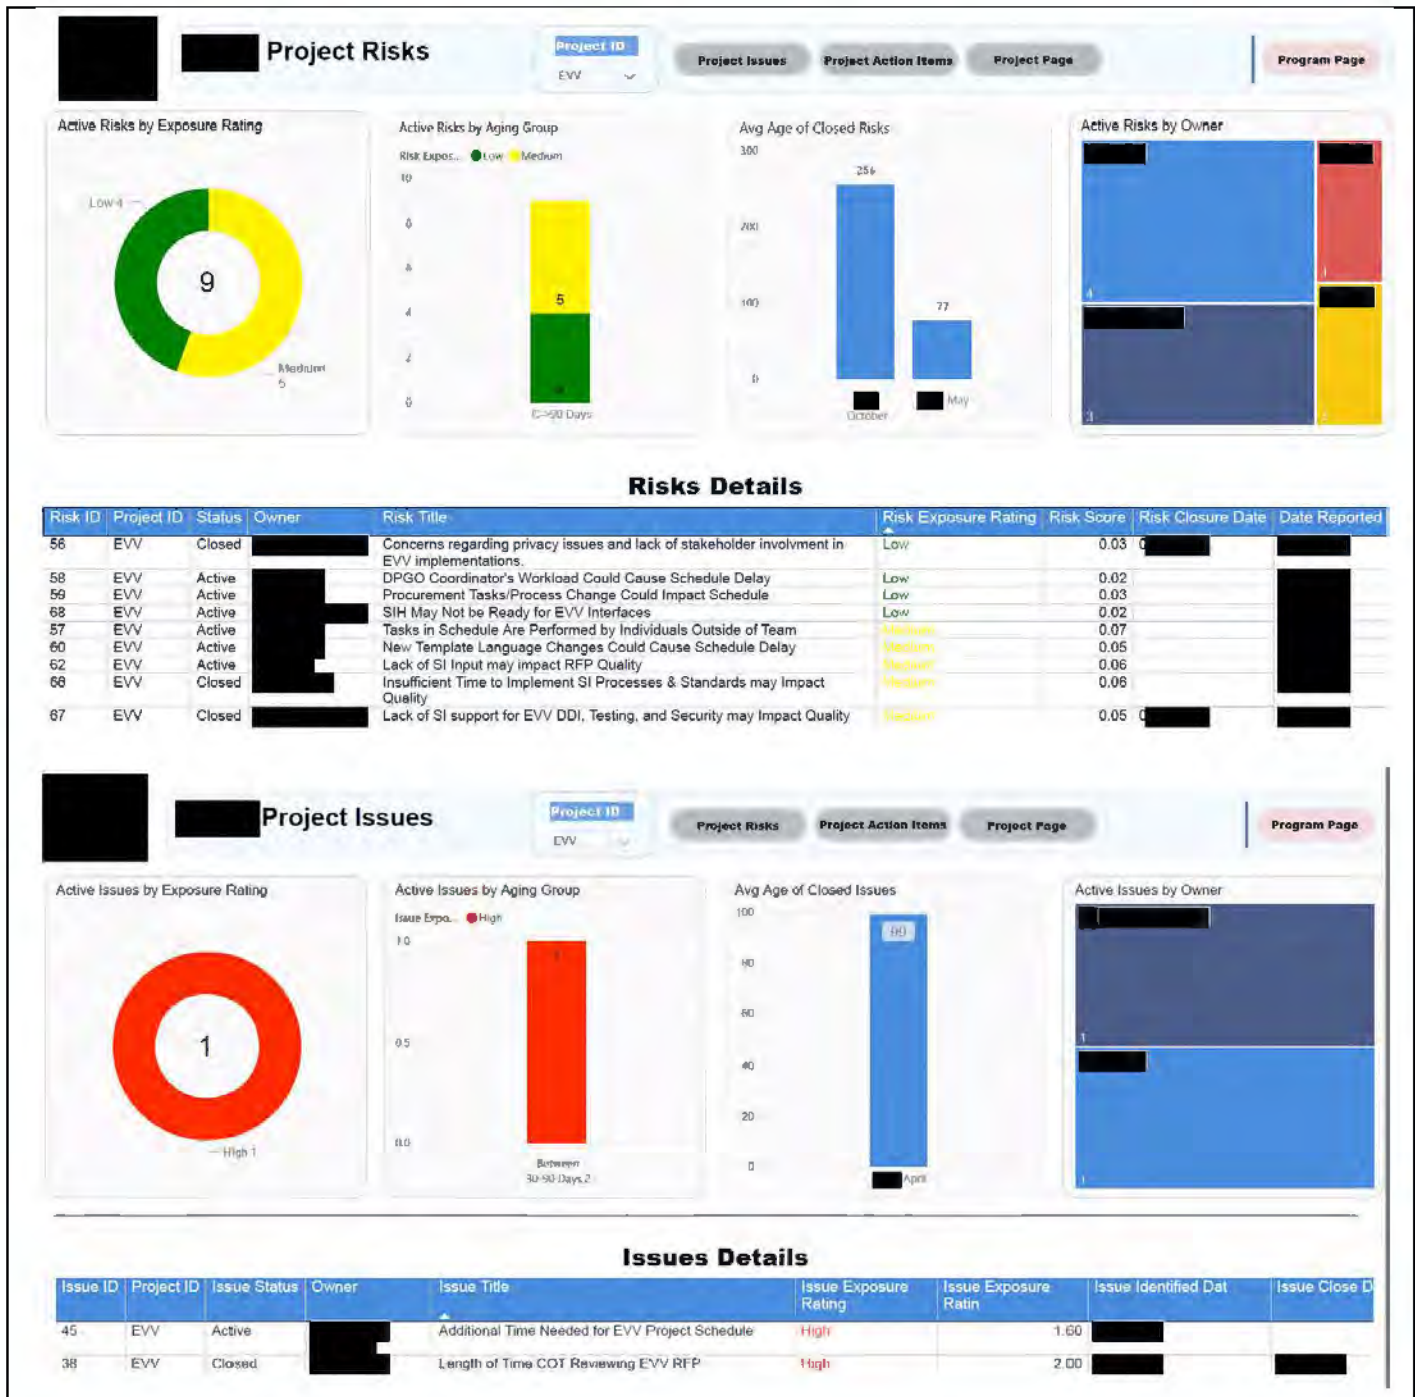 Project Risks
Project ID
EVV
Project Issues
Project Action Items
Project Page
Program Page
Active Risks by Exposure Rating
Low 4
9
Medium
5
Active Risks by Aging Group
Risk Expos... Low Medium
10
8
6
4
2
0
5
Avg Age of Closed Risks
300
200
100
0
256
77
October
May
Active Risks by Owner
4
3
1
Risks Details
Risk ID Project ID Status Owner Risk Title Risk Exposure Rating Risk Score Risk Closure Date Date Reported
56 EVV Closed Concerns regarding privacy issues and lack of stakeholder involvment in Low 0.03
EVV implementations.
58 EVV Active DPGO Coordinator's Workload Could Cause Schedule Delay Low 0.02
59 EVV Active Procurement Tasks/Process Change Could Impact Schedule Low 0.03
68 EVV Active SIH May Not be Ready for EVV Interfaces Low 0.02
57 EVV Active Tasks in Schedule Are Performed by Individuals Outside of Team Medium 0.07
60 EVV Active New Template Language Changes Could Cause Schedule Delay Medium 0.05
62 EVV Active Lack of SI Input may impact RFP Quality Medium 0.06
66 EVV Closed Insufficient Time to Implement SI Processes & Standards may Impact Medium 0.06
Quality
67 EVV Closed Lack of SI support for EVV DDI, Testing, and Security may Impact Quality Medium 0.05
Project Issues
Project ID
EVV
Project Risks
Project Action Items
Project Page
Program Page
Active Issues by Exposure Rating
1
High 1
Active Issues by Aging Group
Issue Expo... High
1.0
0.5
0.0
Between
30-90 Days 2
Avg Age of Closed Issues
100
80
60
40
20
0
99
April
Active Issues by Owner
1
1
Issues Details
Issue ID Project ID Issue Status Owner Issue Title Issue Exposure Rating Issue Exposure Ratin Issue Identified Dat Issue Close D
45 EVV Active Additional Time Needed for EVV Project Schedule High 1.60
38 EVV Closed Length of Time COT Reviewing EVV RFP High 2.00